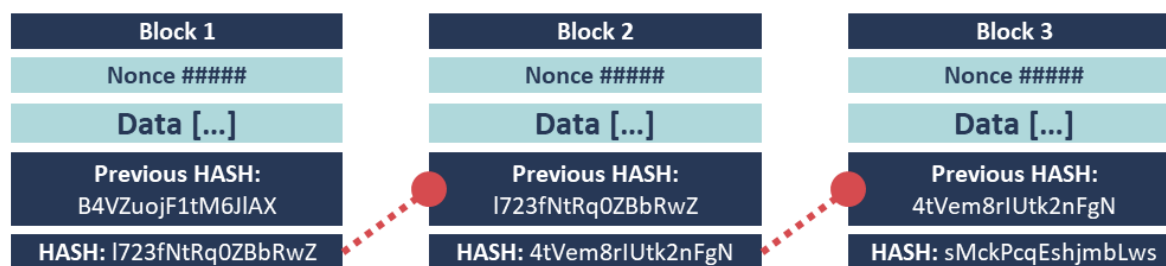 Block 1
Nonce #####
Data [...]
Previous HASH:
B4VZuojF1tM6JlAX
HASH: l723fNtRq0ZBbRwZ
Block 2
Nonce #####
Data [...]
Previous HASH:
l723fNtRq0ZBbRwZ
HASH: 4tVem8rIUtk2nFgN
Block 3
Nonce #####
Data [...]
Previous HASH:
4tVem8rIUtk2nFgN
HASH: sMckPcqEshjmbLws